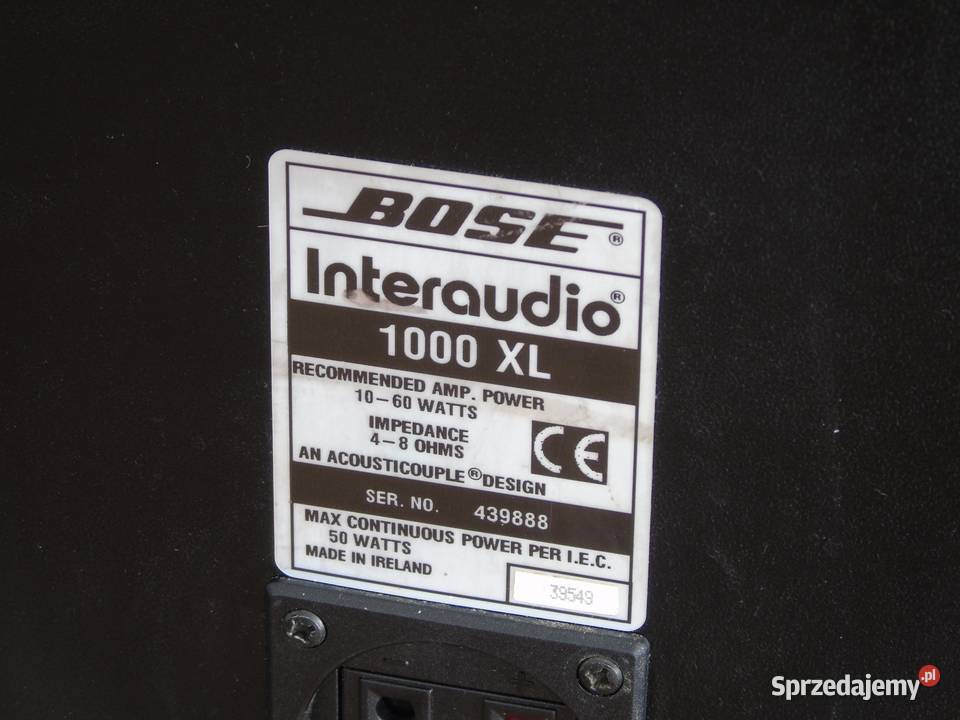 BOSE®
Interaudio®
1000 XL
RECOMMENDED AMP. POWER
10-60 WATTS
IMPEDANCE
4-8 OHMS
CE
AN ACOUSTICOUPLE® DESIGN
SER. NO. 439888
MAX CONTINUOUS POWER PER I.E.C.
50 WATTS
MADE IN IRELAND
39549
Sprzedajemy.pl